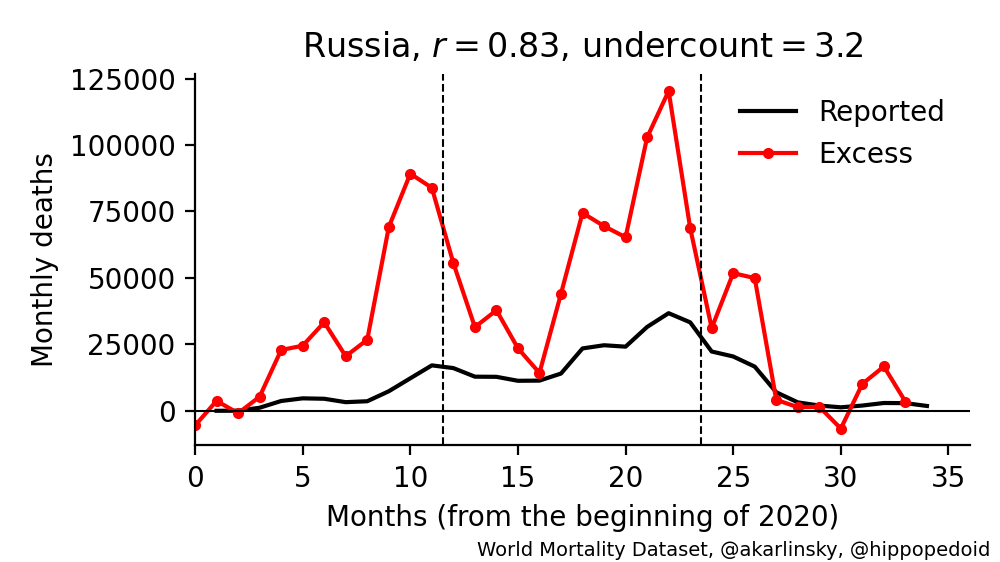 Russia, r = 0.83, undercount = 3.2
Monthly deaths
125000
100000
75000
50000
25000
0
Reported
Excess
0 5 10 15 20 25 30 35
Months (from the beginning of 2020)
World Mortality Dataset, @akarlinsky, @hippopedoid